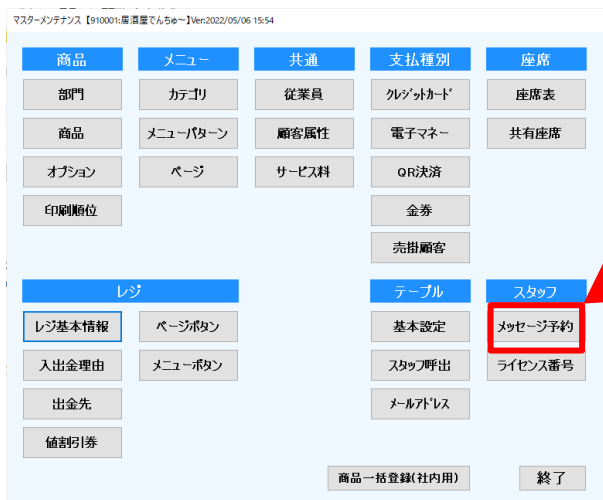 マスターメンテナンス 【910001:居酒屋でんちゅ～】Ver:2022/05/06 15:54
商品 メニュー 共通 支払種別 座席
部門 カテゴリ 従業員 クレジットカード 座席表
商品 メニューパターン 顧客属性 電子マネー 共有座席
オプション ページ サービス料 QR決済
印刷順位 金券
売掛顧客
レジ テーブル スタッフ
レジ基本情報 ページボタン 基本設定 メッセージ予約
入出金理由 メニューボタン スタッフ呼出 ライセンス番号
出金先 メールアドレス
値割引券
商品一括登録(社内用) 終了